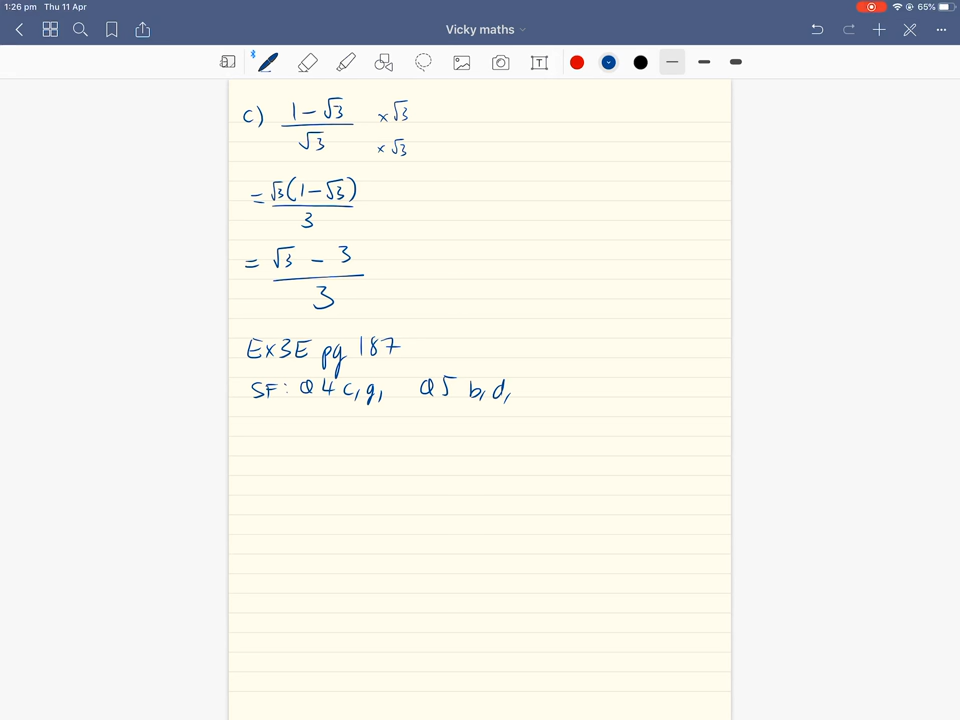 1:26 pm Thu 11 Apr
65%
Vicky maths
T
c) 1 - √3 × √3
√3 × √3
= √3(1 - √3)
3
= √3 - 3
3
Ex3E pg 187
SF: Q4 c, g, Q5 b, d,